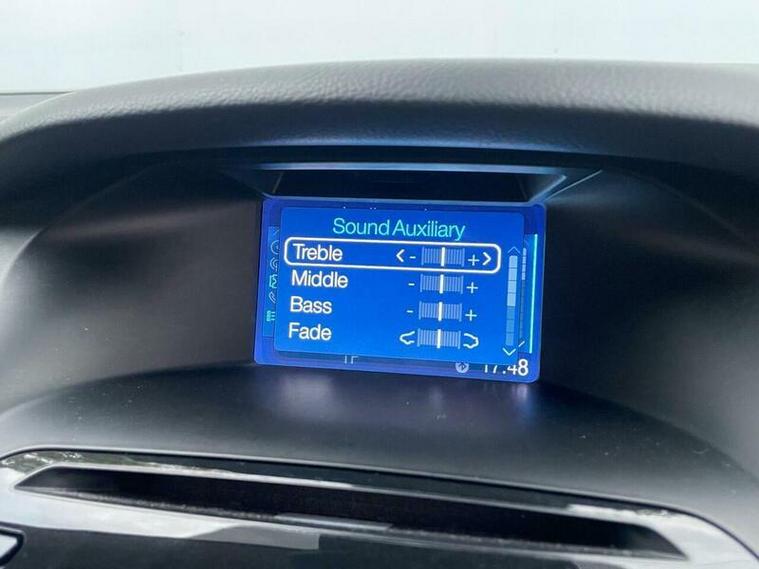 Sound Auxiliary
Treble < - + >
Middle - +
Bass - +
Fade
17:48